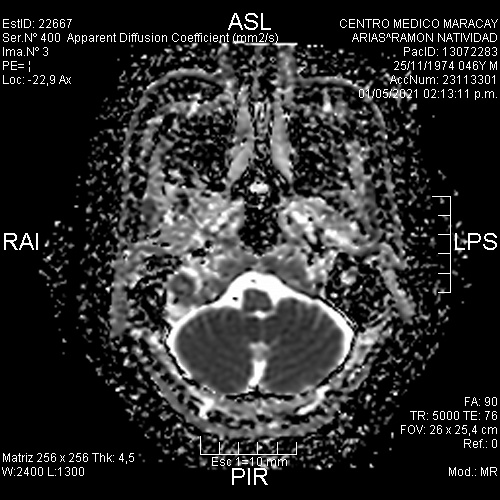 EstID: 22667
Ser.Nº 400 Apparent Diffusion Coefficient (mm2/s)
Ima.Nº 3
PE= ¦
Loc: -22,9 Ax
ASL
CENTRO MEDICO MARACAY
ARIAS^RAMON NATIVIDAD
PacID: 13072283
25/11/1974 046Y M
AccNum: 23113301
01/05/2021 02:13:11 p.m.
RAI
LPS
Matriz 256 x 256 Thk: 4,5
W:2400 L:1300
Esc 1=10 mm
PIR
FA: 90
TR: 5000 TE: 76
FOV: 26 x 25,4 cm
Ref.: 0
Mod.: MR